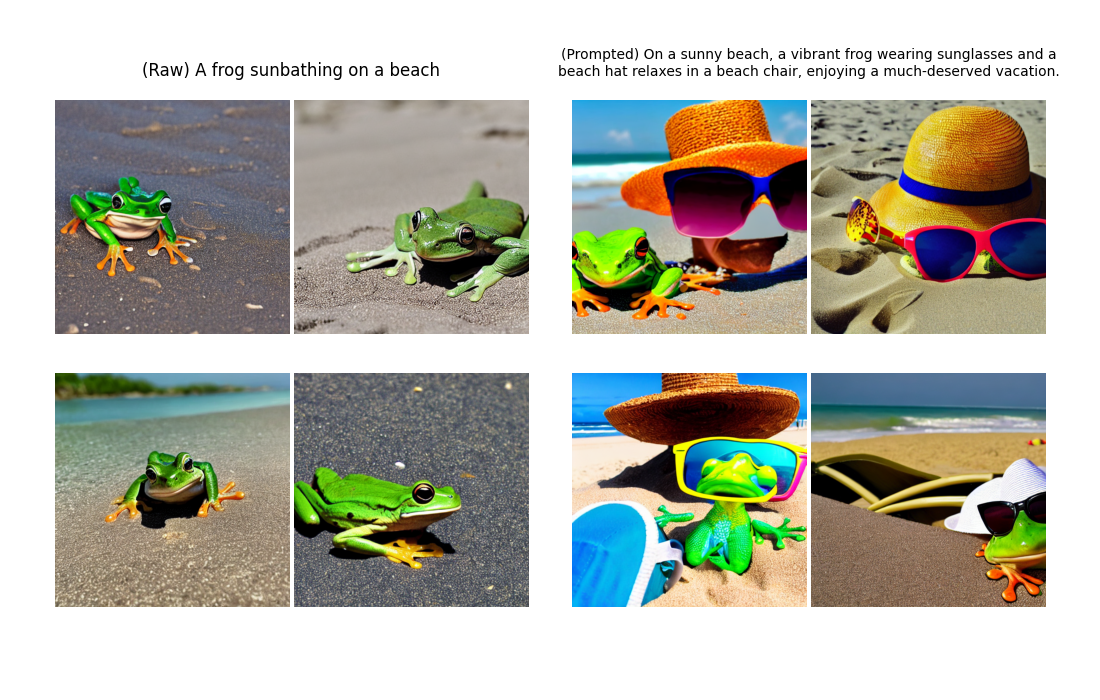 (Raw) A frog sunbathing on a beach
(Prompted) On a sunny beach, a vibrant frog wearing sunglasses and a
beach hat relaxes in a beach chair, enjoying a much-deserved vacation.